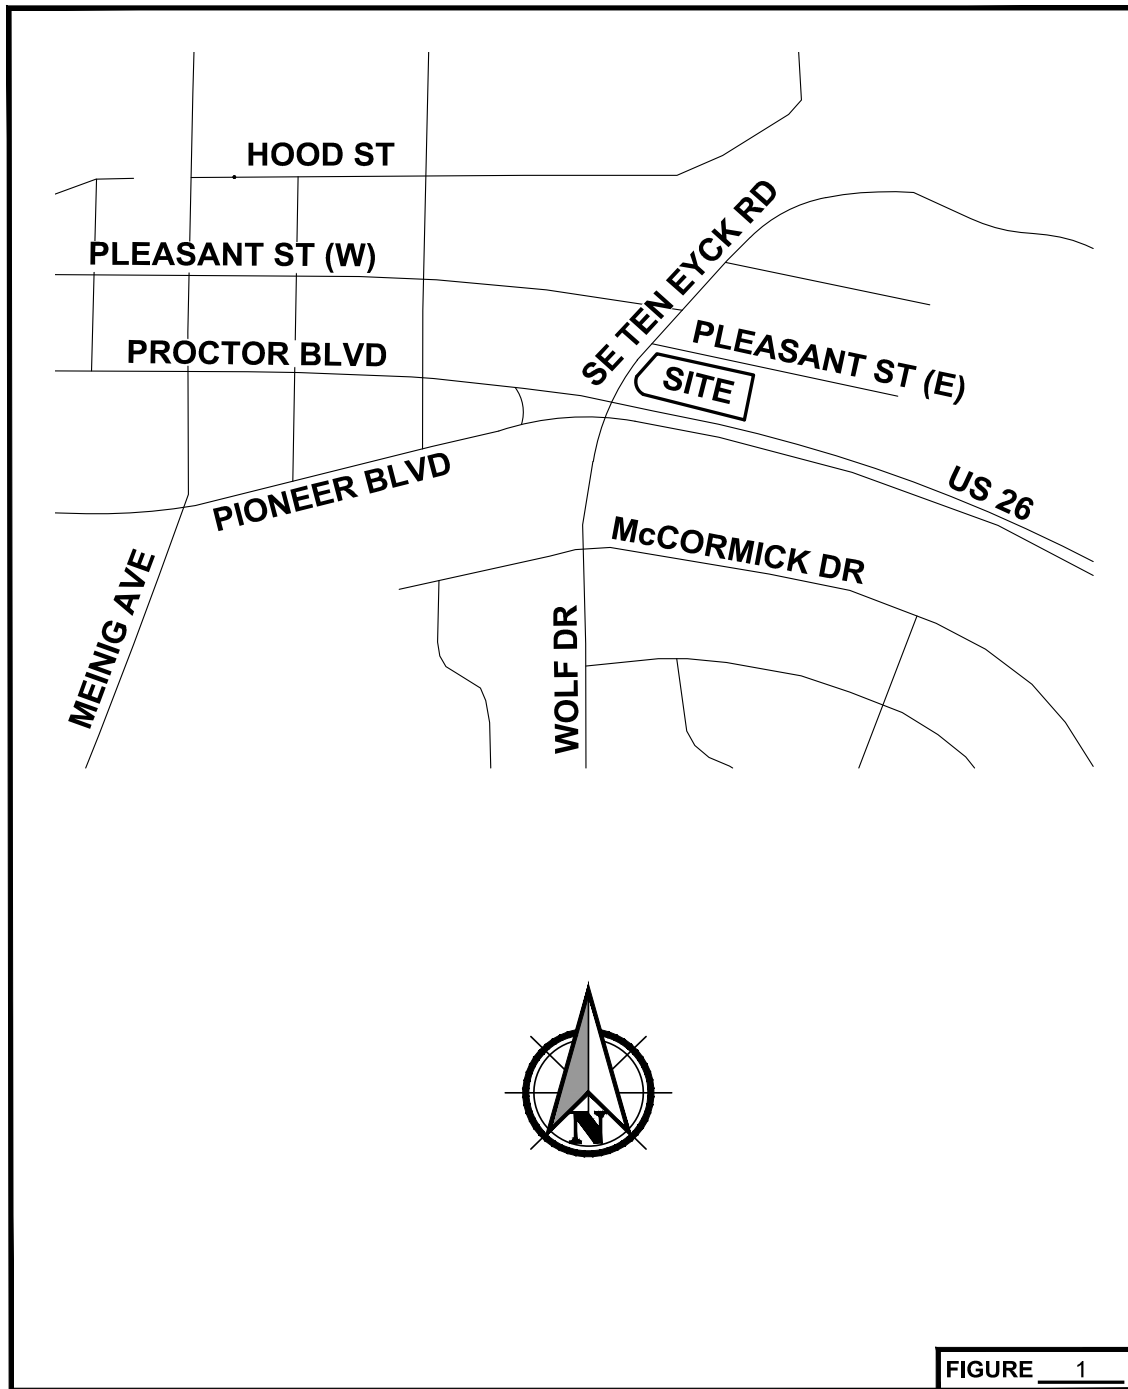 HOOD ST
SE TEN EYCK RD
PLEASANT ST (W)
PROCTOR BLVD
PLEASANT ST (E)
SITE
PIONEER BLVD
US 26
McCORMICK DR
MEINIG AVE
WOLF DR
N
FIGURE 1